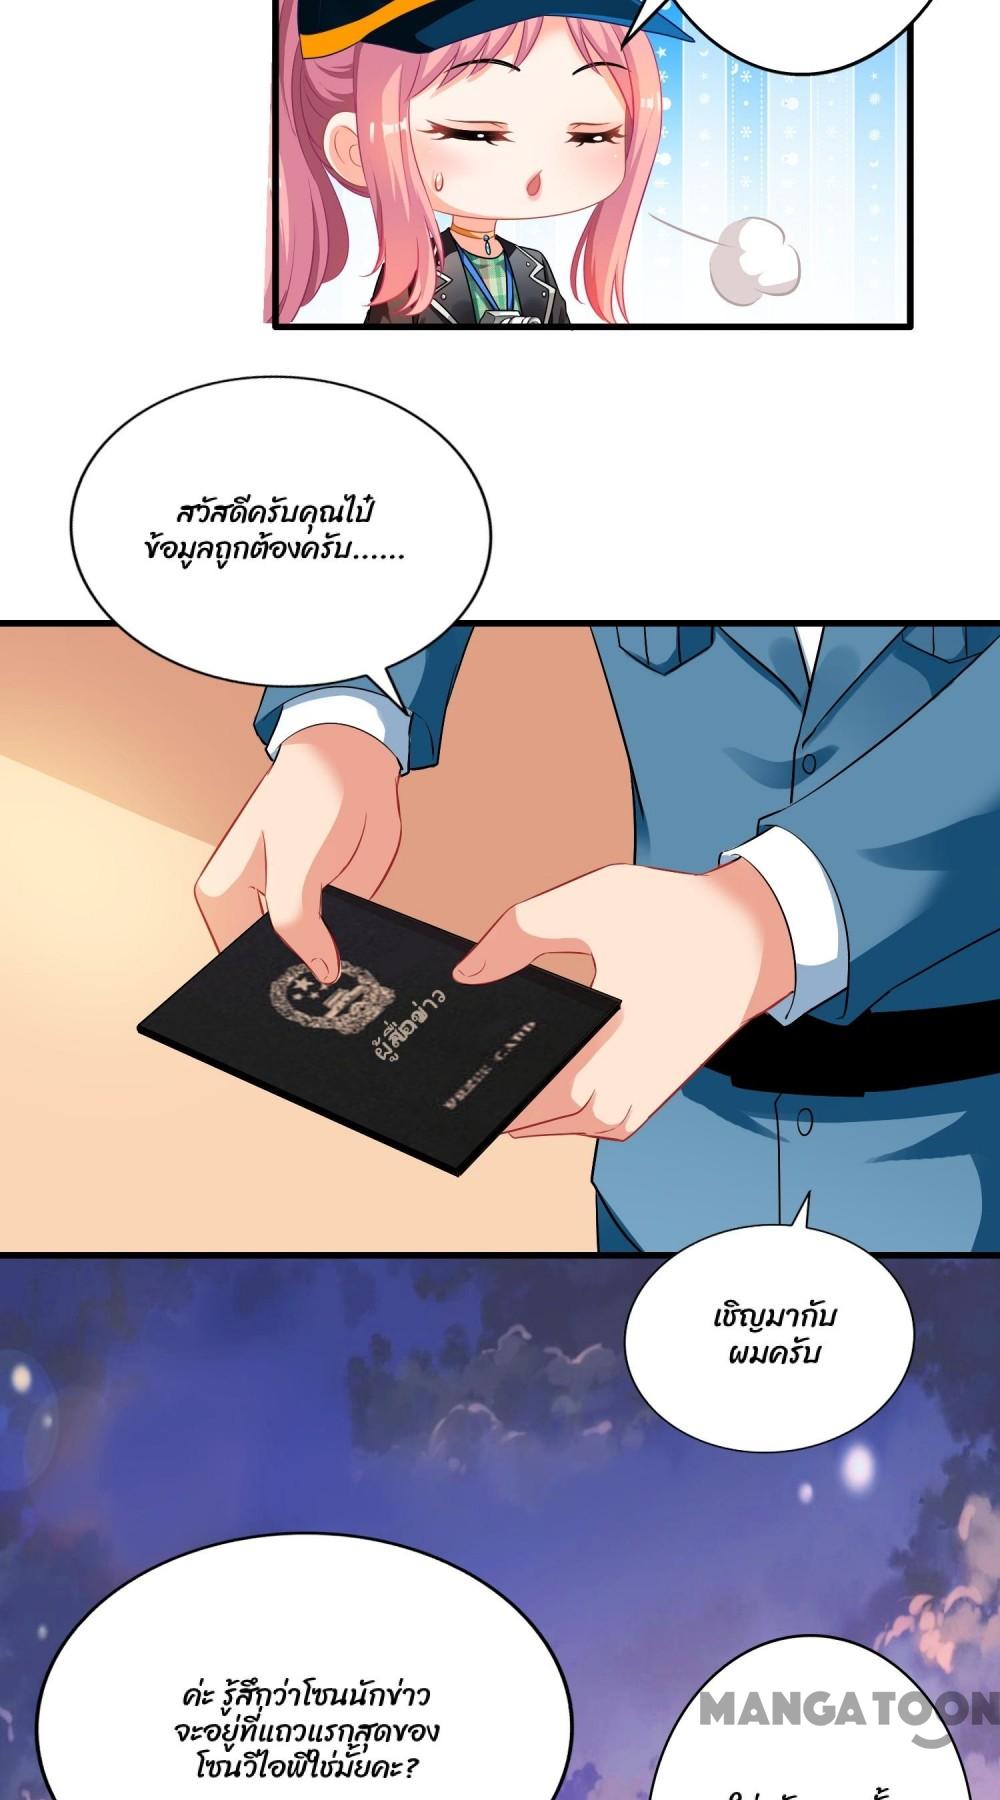 สวัสดีครับคุณไป๋
ข้อมูลถูกต้องครับ......
ผู้สื่อข่าว
เชิญมากับ
ผมครับ
ค่ะ รู้สึกว่าโซนนักข่าว
จะอยู่ที่แถวแรกสุดของ
โซนวีไอพีใช่มั้ยคะ?
MANGATOON